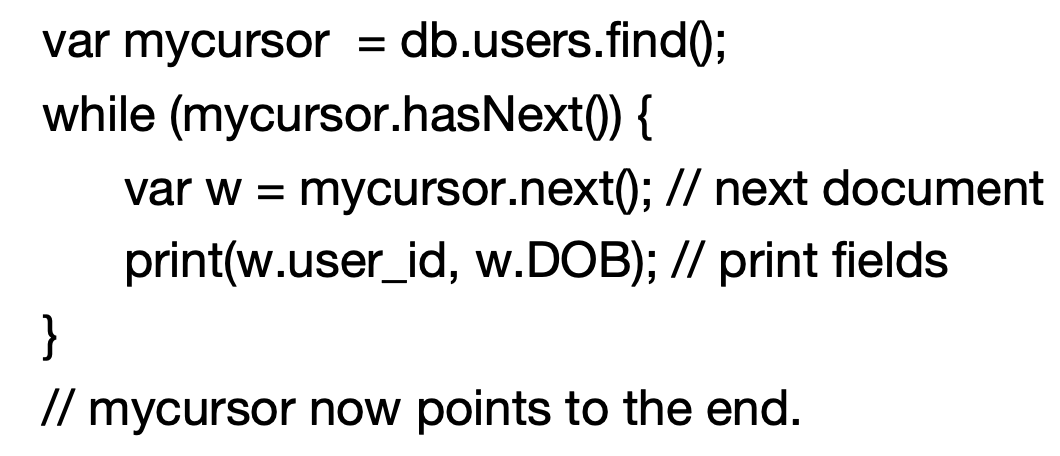 var mycursor  = db.users.find();
while (mycursor.hasNext()) {
var w = mycursor.next(); // next document
print(w.user_id, w.DOB); // print fields
}
// mycursor now points to the end.